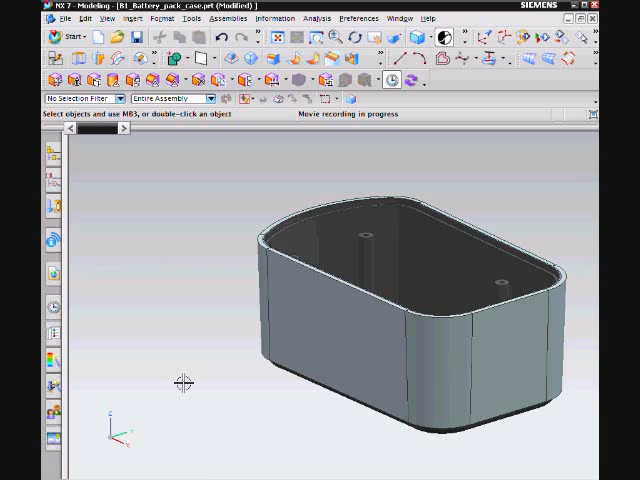 NX 7 - Modeling - [B1_Battery_pack_case.prt (Modified) ]
SIEMENS
File Edit View Insert Format Tools Assemblies Information Analysis Preferences Window Help
Start
No Selection Filter Entire Assembly
Select objects and use MB3, or double-click an object Movie recording in progress
Z
Y
X